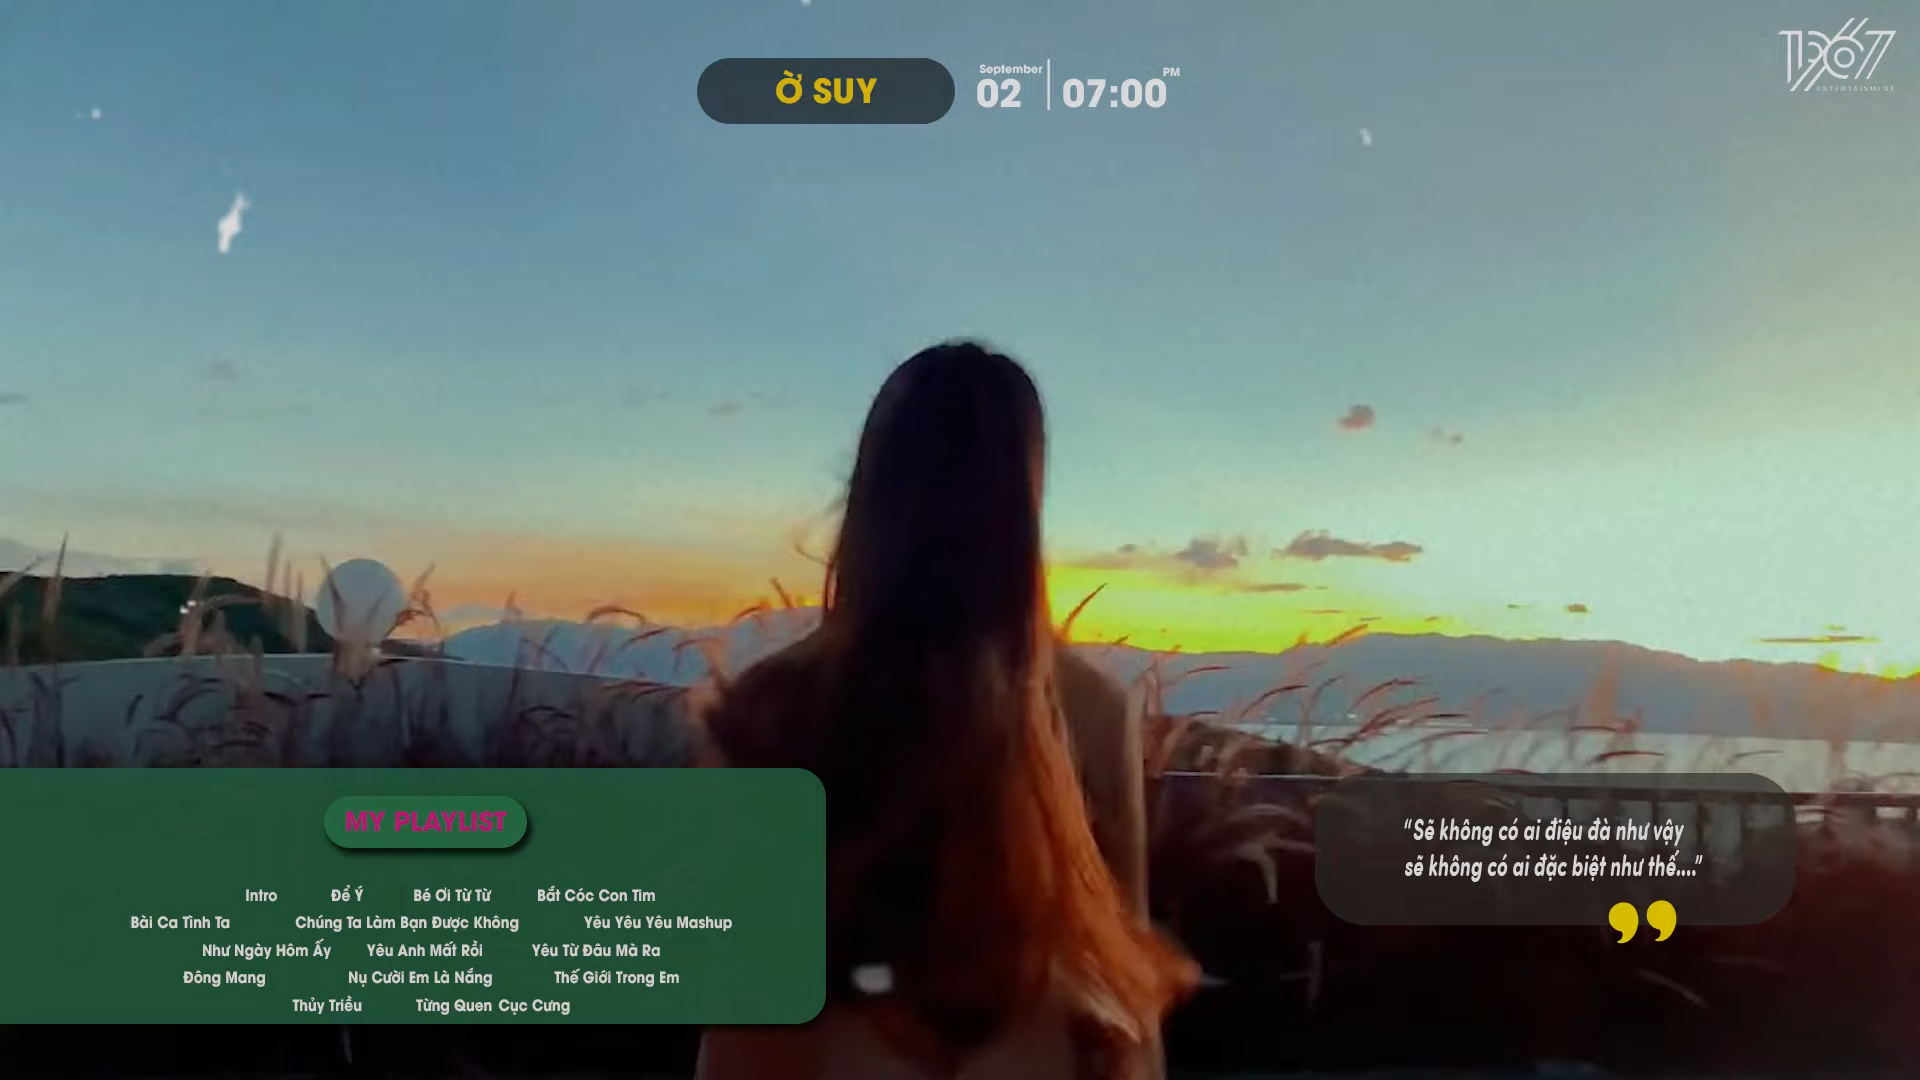 Ờ SUY
September
02
07:00
PM
1967
ENTERTAINMENT
MY PLAYLIST
Intro Để Ý Bé Ơi Từ Từ Bắt Cóc Con Tim
Bài Ca Tình Ta Chúng Ta Làm Bạn Được Không Yêu Yêu Yêu Mashup
Như Ngày Hôm Ấy Yêu Anh Mất Rồi Yêu Từ Đâu Mà Ra
Đông Mang Nụ Cười Em Là Nắng Thế Giới Trong Em
Thủy Triều Từng Quen Cục Cưng
“Sẽ không có ai điệu đà như vậy
sẽ không có ai đặc biệt như thế....”